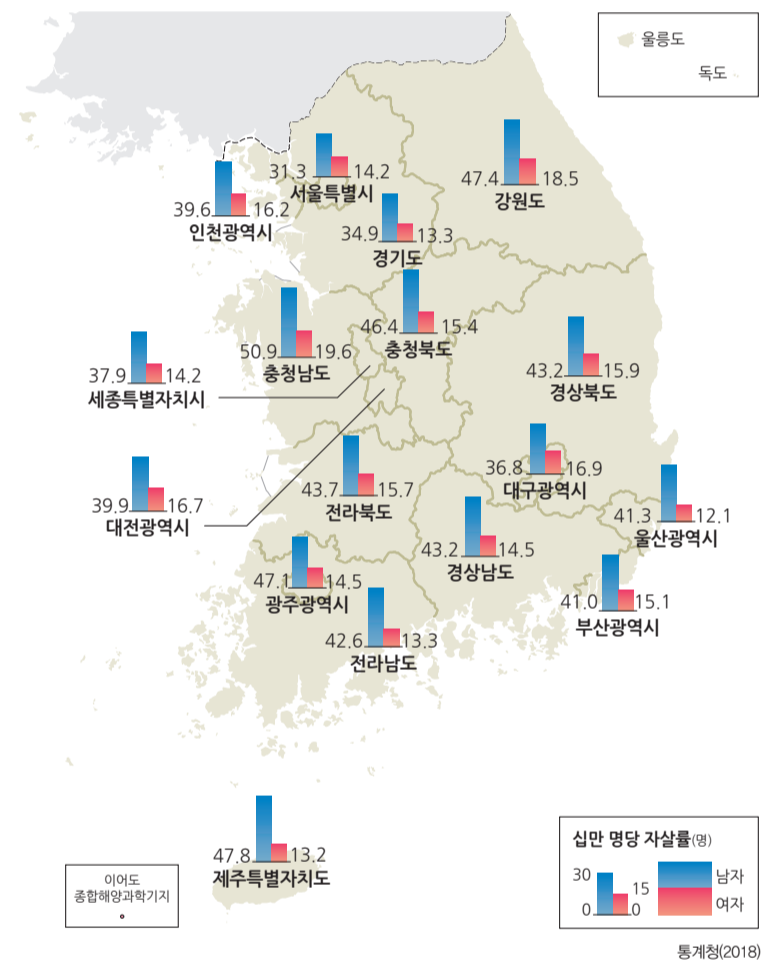 울릉도
독도
31.3 14.2
서울특별시
47.4 18.5
강원도
39.6 16.2
인천광역시
34.9 13.3
경기도
46.4 15.4
충청북도
50.9 19.6
충청남도
37.9 14.2
세종특별자치시
43.2 15.9
경상북도
36.8 16.9
대구광역시
39.9 16.7
대전광역시
43.7 15.7
전라북도
41.3 12.1
울산광역시
43.2 14.5
경상남도
47.1 14.5
광주광역시
41.0 15.1
부산광역시
42.6 13.3
전라남도
47.8 13.2
제주특별자치도
이어도
종합해양과학기지
십만 명당 자살률(명)
30
15
0 0
남자
여자
통계청(2018)